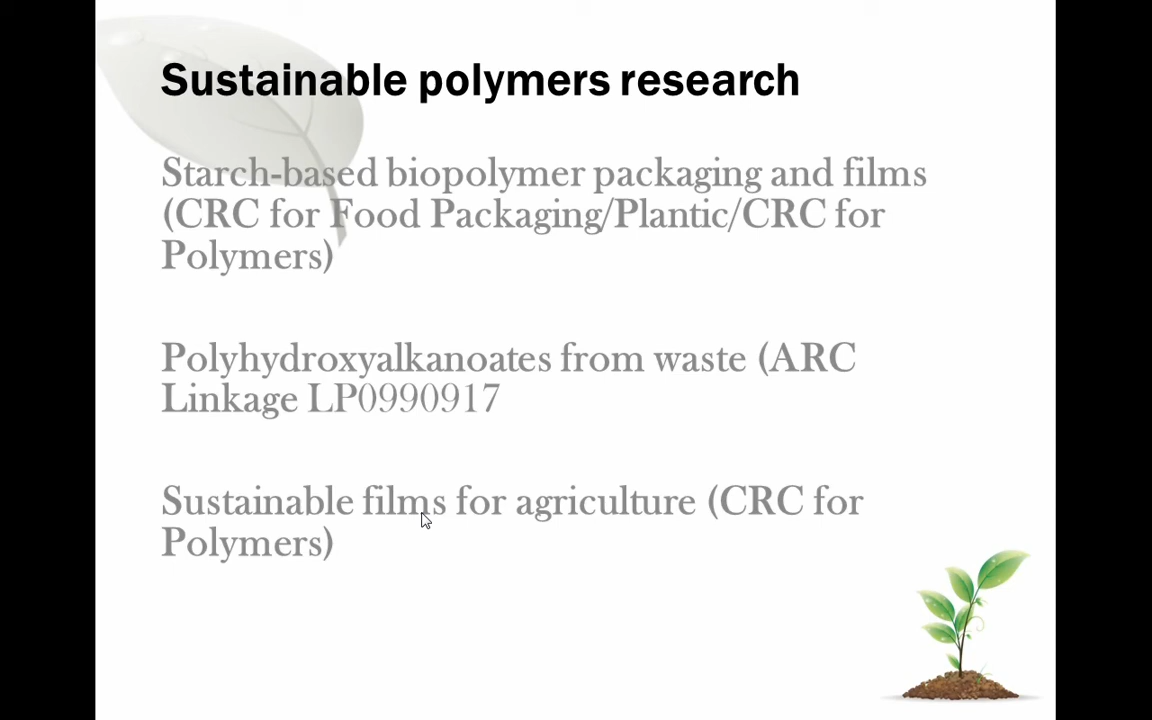 Sustainable polymers research
Starch-based biopolymer packaging and films
(CRC for Food Packaging/Plantic/CRC for
Polymers)
Polyhydroxyalkanoates from waste (ARC
Linkage LP0990917
Sustainable films for agriculture (CRC for
Polymers)